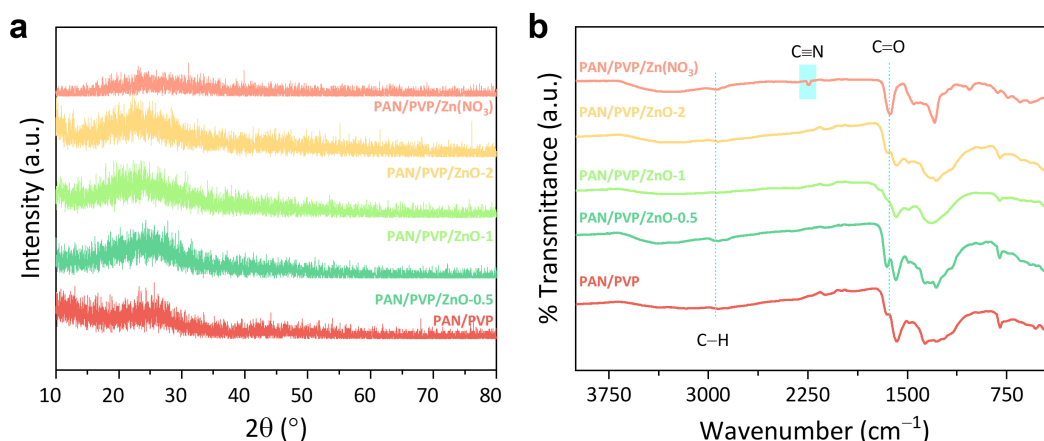 a
Intensity (a.u.)
PAN/PVP/Zn(NO₃)
PAN/PVP/ZnO-2
PAN/PVP/ZnO-1
PAN/PVP/ZnO-0.5
PAN/PVP
10 20 30 40 50 60 70 80
2θ (°)
b
% Transmittance (a.u.)
C≡N
C=O
PAN/PVP/Zn(NO₃)
PAN/PVP/ZnO-2
PAN/PVP/ZnO-1
PAN/PVP/ZnO-0.5
PAN/PVP
C−H
3750 3000 2250 1500 750
Wavenumber (cm⁻¹)